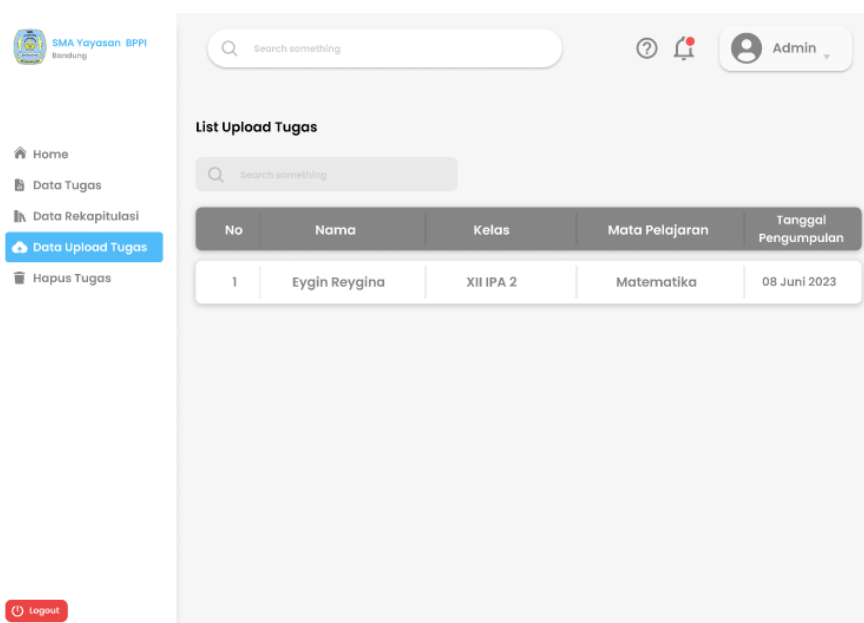 SMA Yayasan BPPI
Bandung
Search something
Admin
Home
Data Tugas
Data Rekapitulasi
Data Upload Tugas
Hapus Tugas
Logout
List Upload Tugas
Search something
No Nama Kelas Mata Pelajaran Tanggal Pengumpulan
1 Eygin Reygina XII IPA 2 Matematika 08 Juni 2023